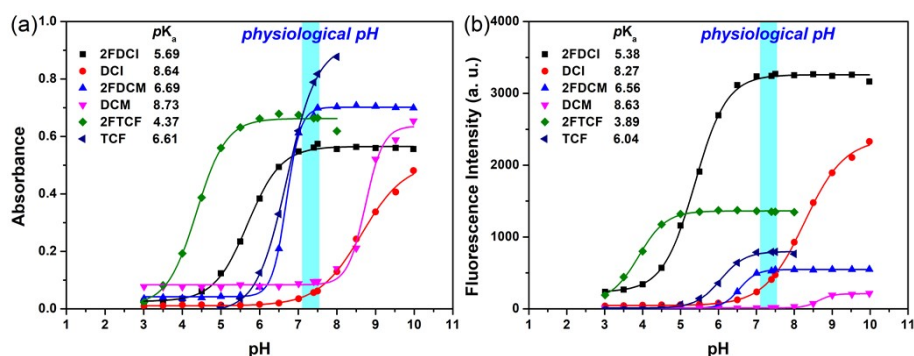 (a)
physiological pH
pKa
2FDCI 5.69
DCI 8.64
2FDCM 6.69
DCM 8.73
2FTCF 4.37
TCF 6.61
Absorbance
1.0
0.8
0.6
0.4
0.2
0.0
1 2 3 4 5 6 7 8 9 10 11
pH
(b)
physiological pH
pKa
2FDCI 5.38
DCI 8.27
2FDCM 6.56
DCM 8.63
2FTCF 3.89
TCF 6.04
Fluorescence Intensity (a. u.)
4000
3000
2000
1000
0
1 2 3 4 5 6 7 8 9 10 11
pH